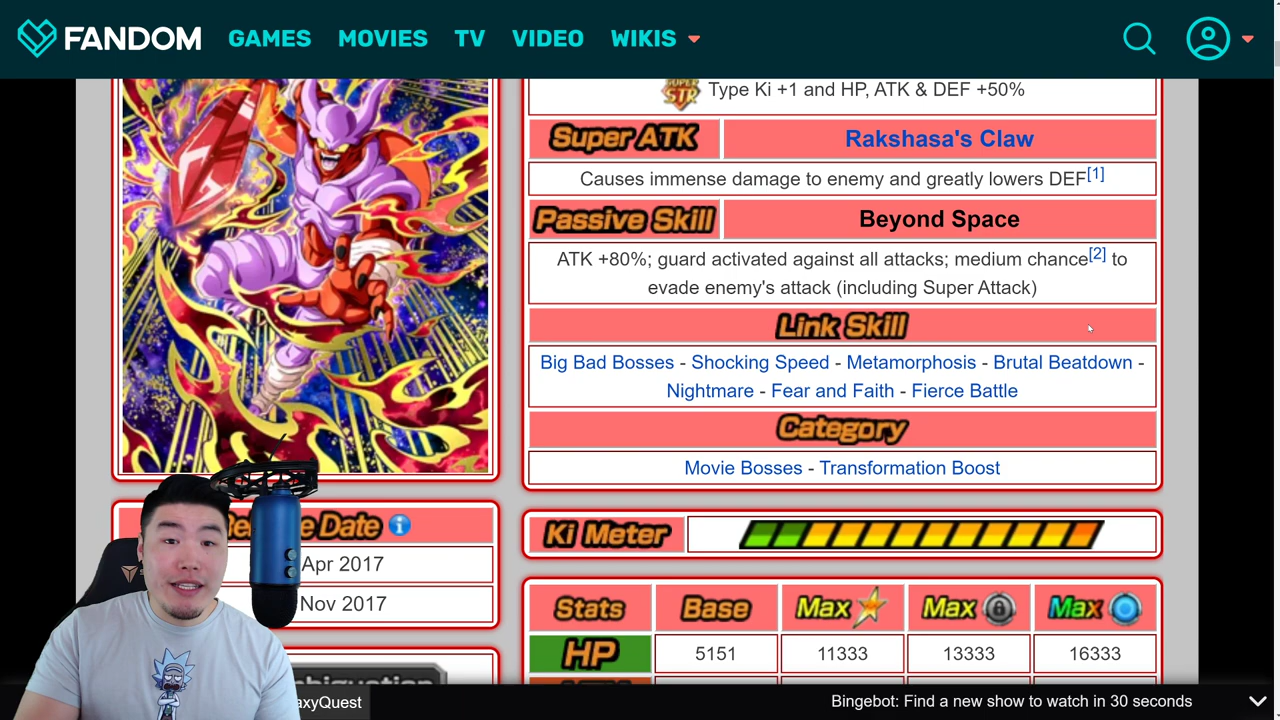 FANDOM GAMES MOVIES TV VIDEO WIKIS
SUPER STR Type Ki +1 and HP, ATK & DEF +50%
Super ATK Rakshasa's Claw
Causes immense damage to enemy and greatly lowers DEF[1]
Passive Skill Beyond Space
ATK +80%; guard activated against all attacks; medium chance[2] to
evade enemy's attack (including Super Attack)
Link Skill
Big Bad Bosses - Shocking Speed - Metamorphosis - Brutal Beatdown -
Nightmare - Fear and Faith - Fierce Battle
Category
Movie Bosses - Transformation Boost
Date
Apr 2017
Nov 2017
Ki Meter
Stats Base Max Max Max
HP 5151 11333 13333 16333
axyQuest
Bingebot: Find a new show to watch in 30 seconds